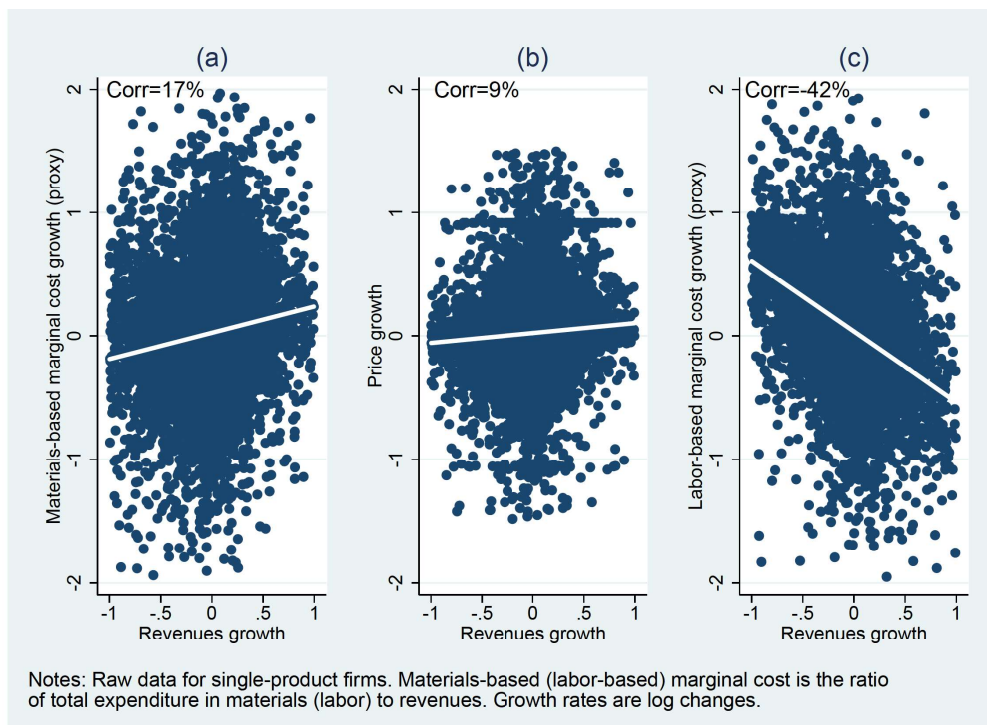 (a)
Corr=17%
Materials-based marginal cost growth (proxy)
2
1
0
-1
-2
-1
-.5
0
.5
1
Revenues growth
(b)
Corr=9%
Price growth
2
1
0
-1
-2
-1
-.5
0
.5
1
Revenues growth
(c)
Corr=-42%
Labor-based marginal cost growth (proxy)
2
1
0
-1
-2
-1
-.5
0
.5
1
Revenues growth
Notes: Raw data for single-product firms. Materials-based (labor-based) marginal cost is the ratio
of total expenditure in materials (labor) to revenues. Growth rates are log changes.